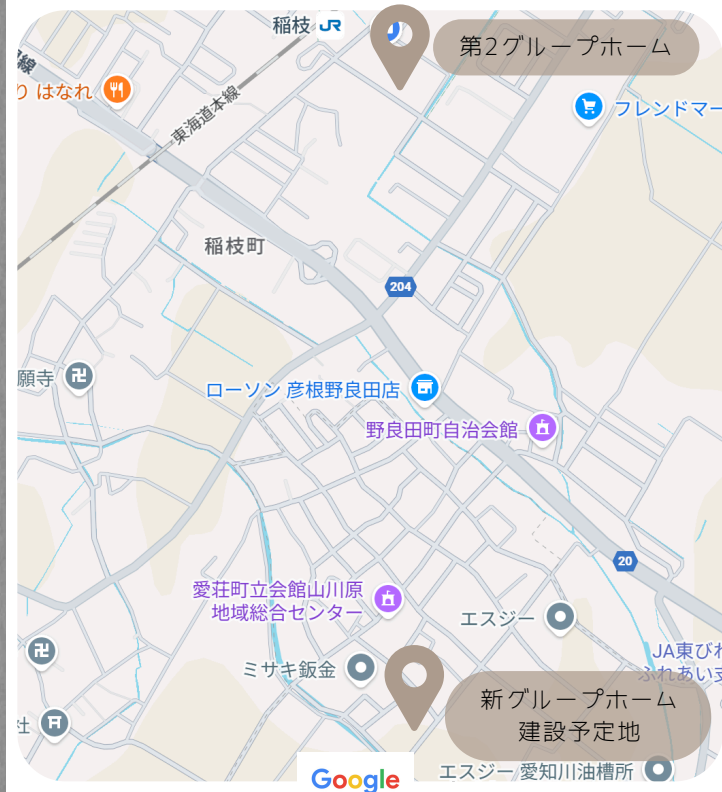 稲枝 JR
第2グループホーム
線
り はなれ
東海道本線
フレンドマー
稲枝町
204
願寺
ローソン 彦根野良田店
野良田町自治会館
20
愛荘町立会館山川原
地域総合センター
エスジー
ミサキ鈑金
JA東びわ
ふれあい支
新グループホーム
建設予定地
社
エスジー 愛知川油槽所
Google